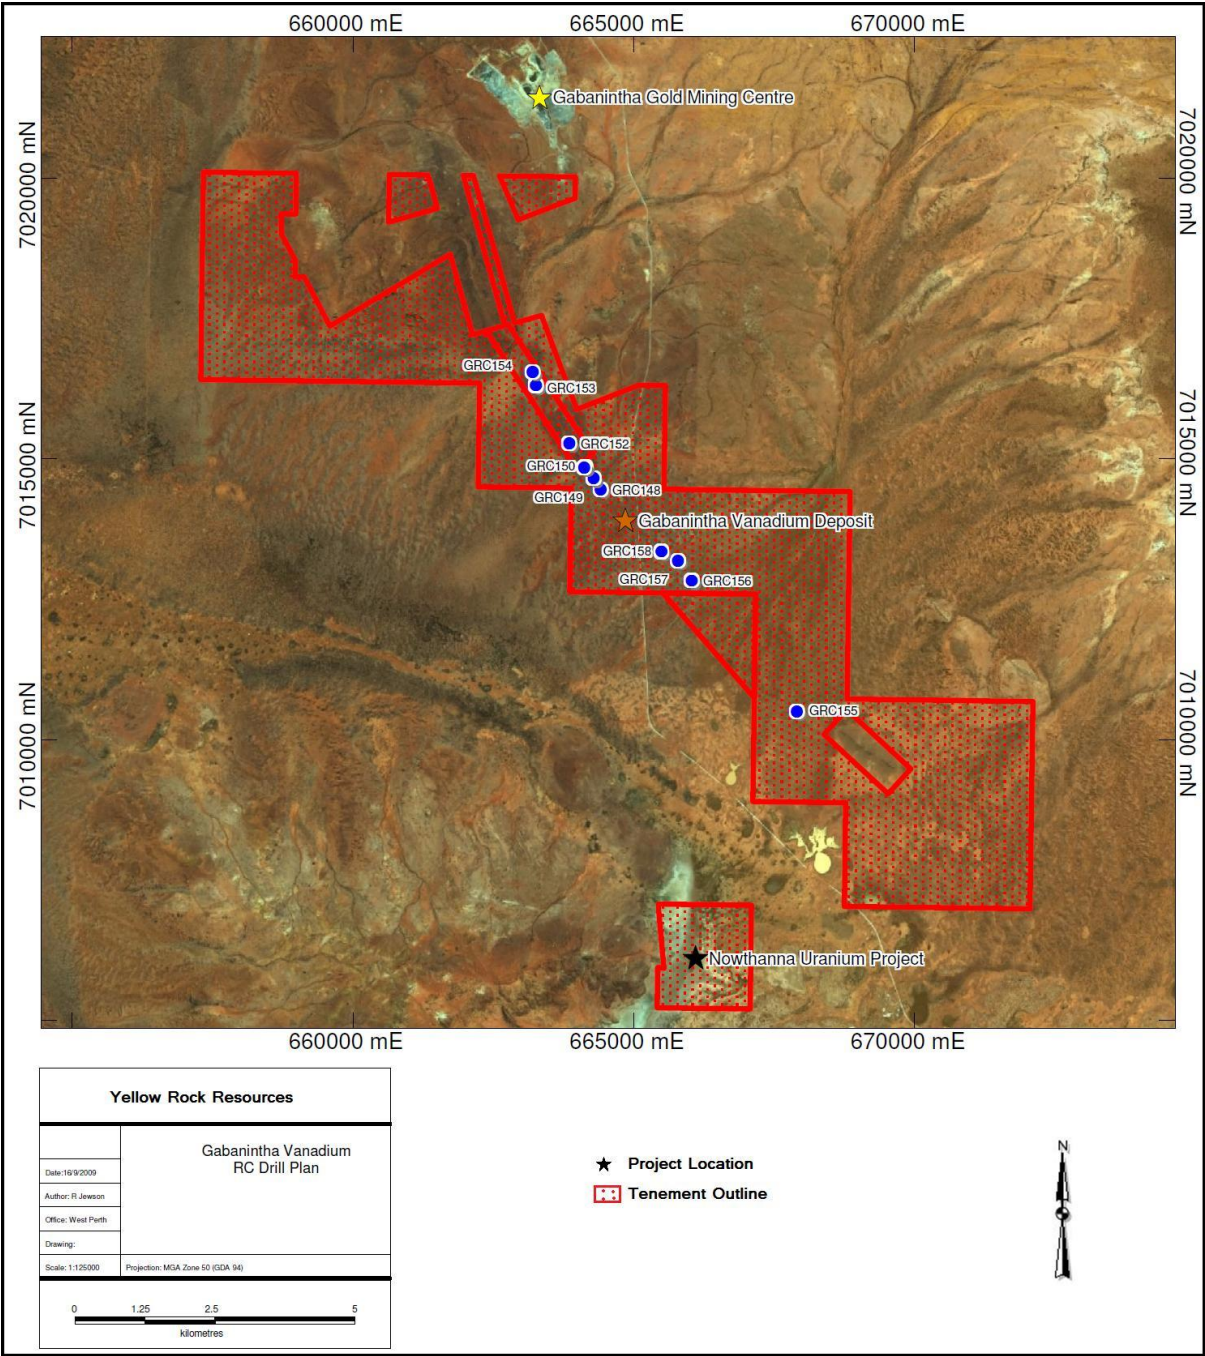 660000 mE
665000 mE
670000 mE
Gabanintha Gold Mining Centre
7020000 mN
7020000 mN
GRC154
GRC153
GRC152
GRC150
GRC149
GRC148
7015000 mN
7015000 mN
Gabanintha Vanadium Deposit
GRC158
GRC157
GRC156
GRC155
7010000 mN
7010000 mN
Nowthanna Uranium Project
660000 mE
665000 mE
670000 mE
Yellow Rock Resources
Gabanintha Vanadium
RC Drill Plan
Date:16/9/2009
Author: R Jewson
Office: West Perth
Drawing:
Scale: 1:125000
Projection: MGA Zone 50 (GDA 94)
0 1.25 2.5 5
kilometres
Project Location
Tenement Outline
N